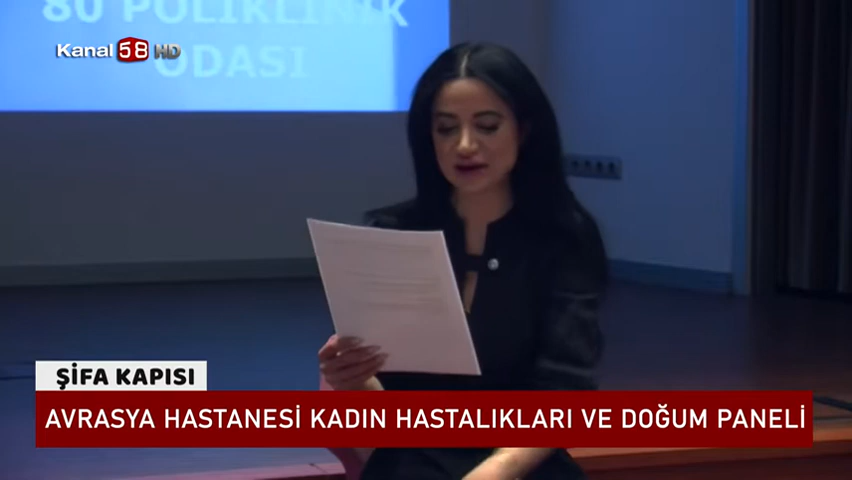 80 POLİKLİNİK
ODASI
Kanal 58 HD
ŞİFA KAPISI
AVRASYA HASTANESİ KADIN HASTALIKLARI VE DOĞUM PANELİ